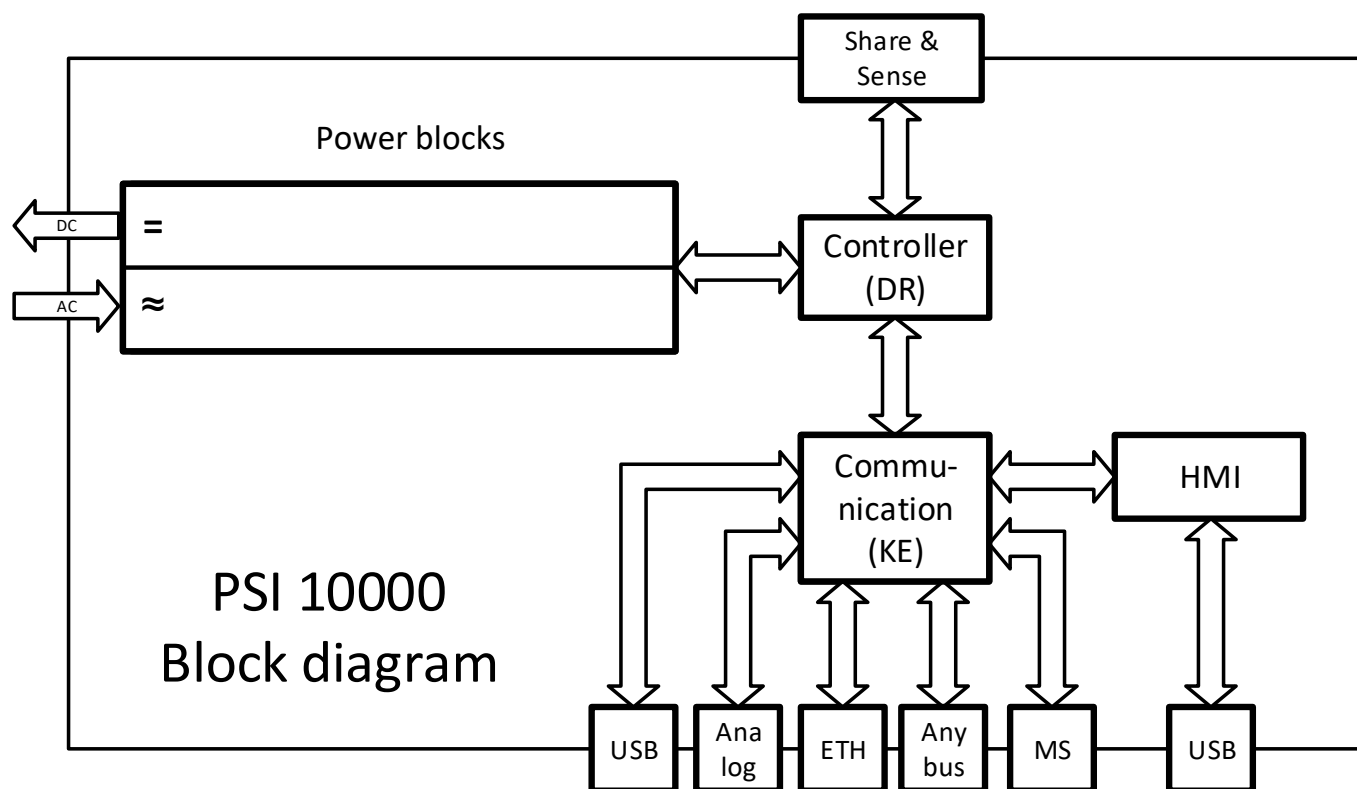 Share &
Sense
Power blocks
DC
=
AC
≈
Controller
(DR)
Commu-
nication
(KE)
HMI
PSI 10000
Block diagram
USB
Ana
log
ETH
Any
bus
MS
USB